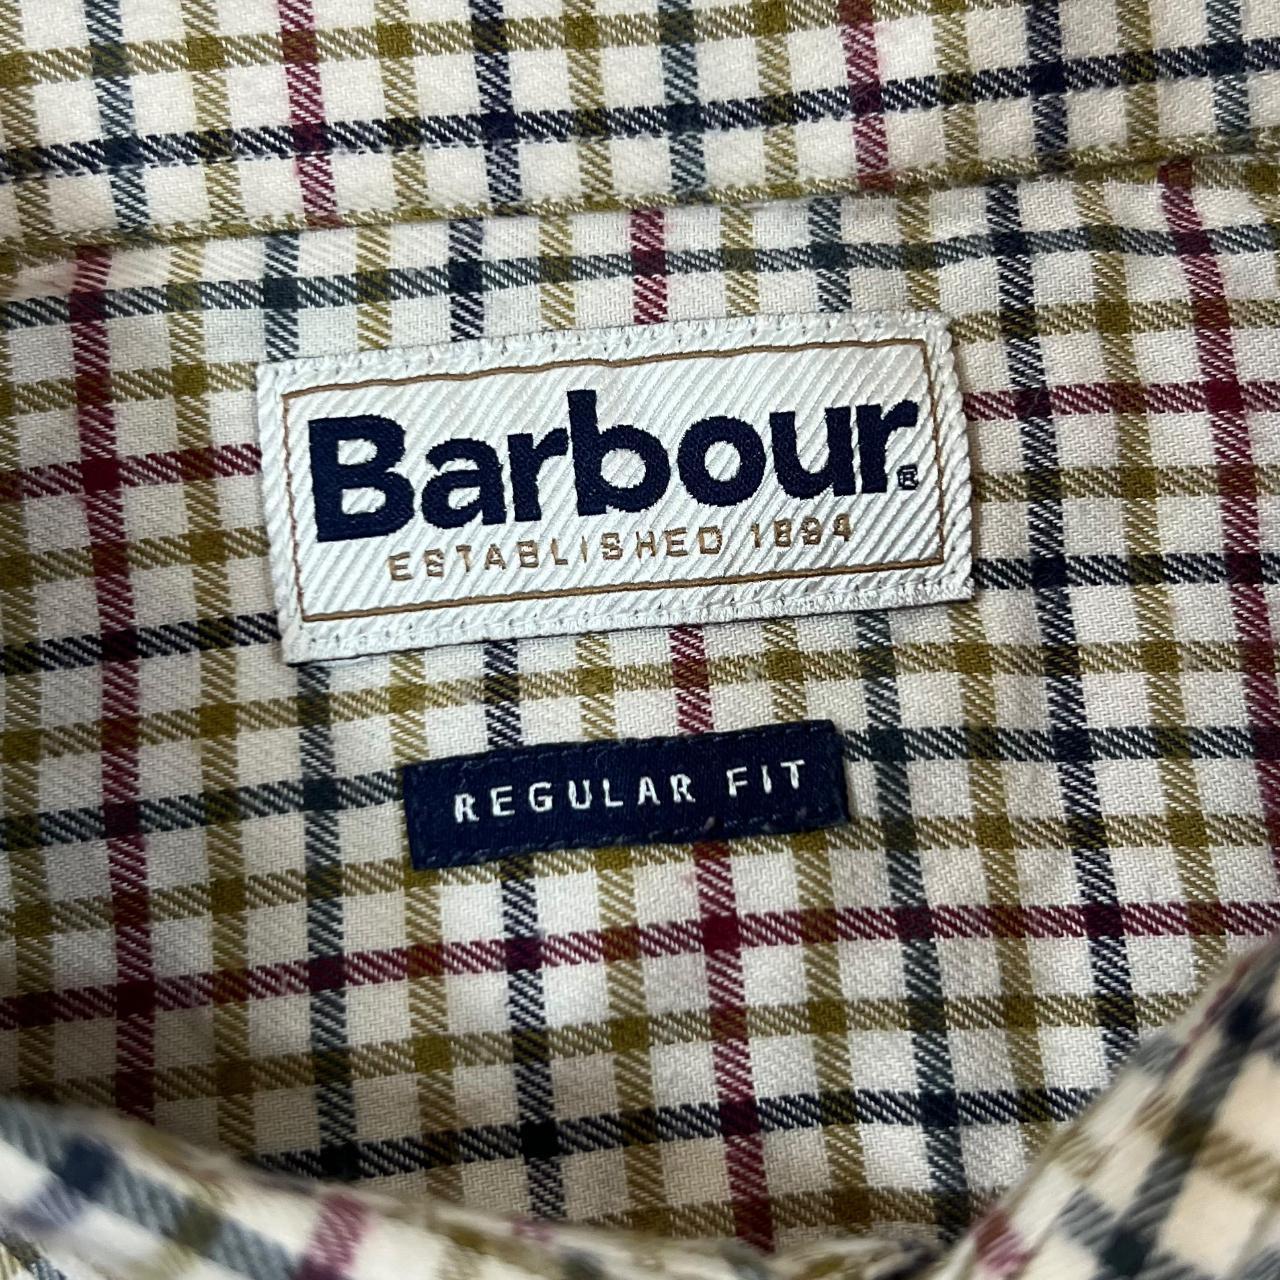 Barbour®
ESTABLISHED 1894
REGULAR FIT